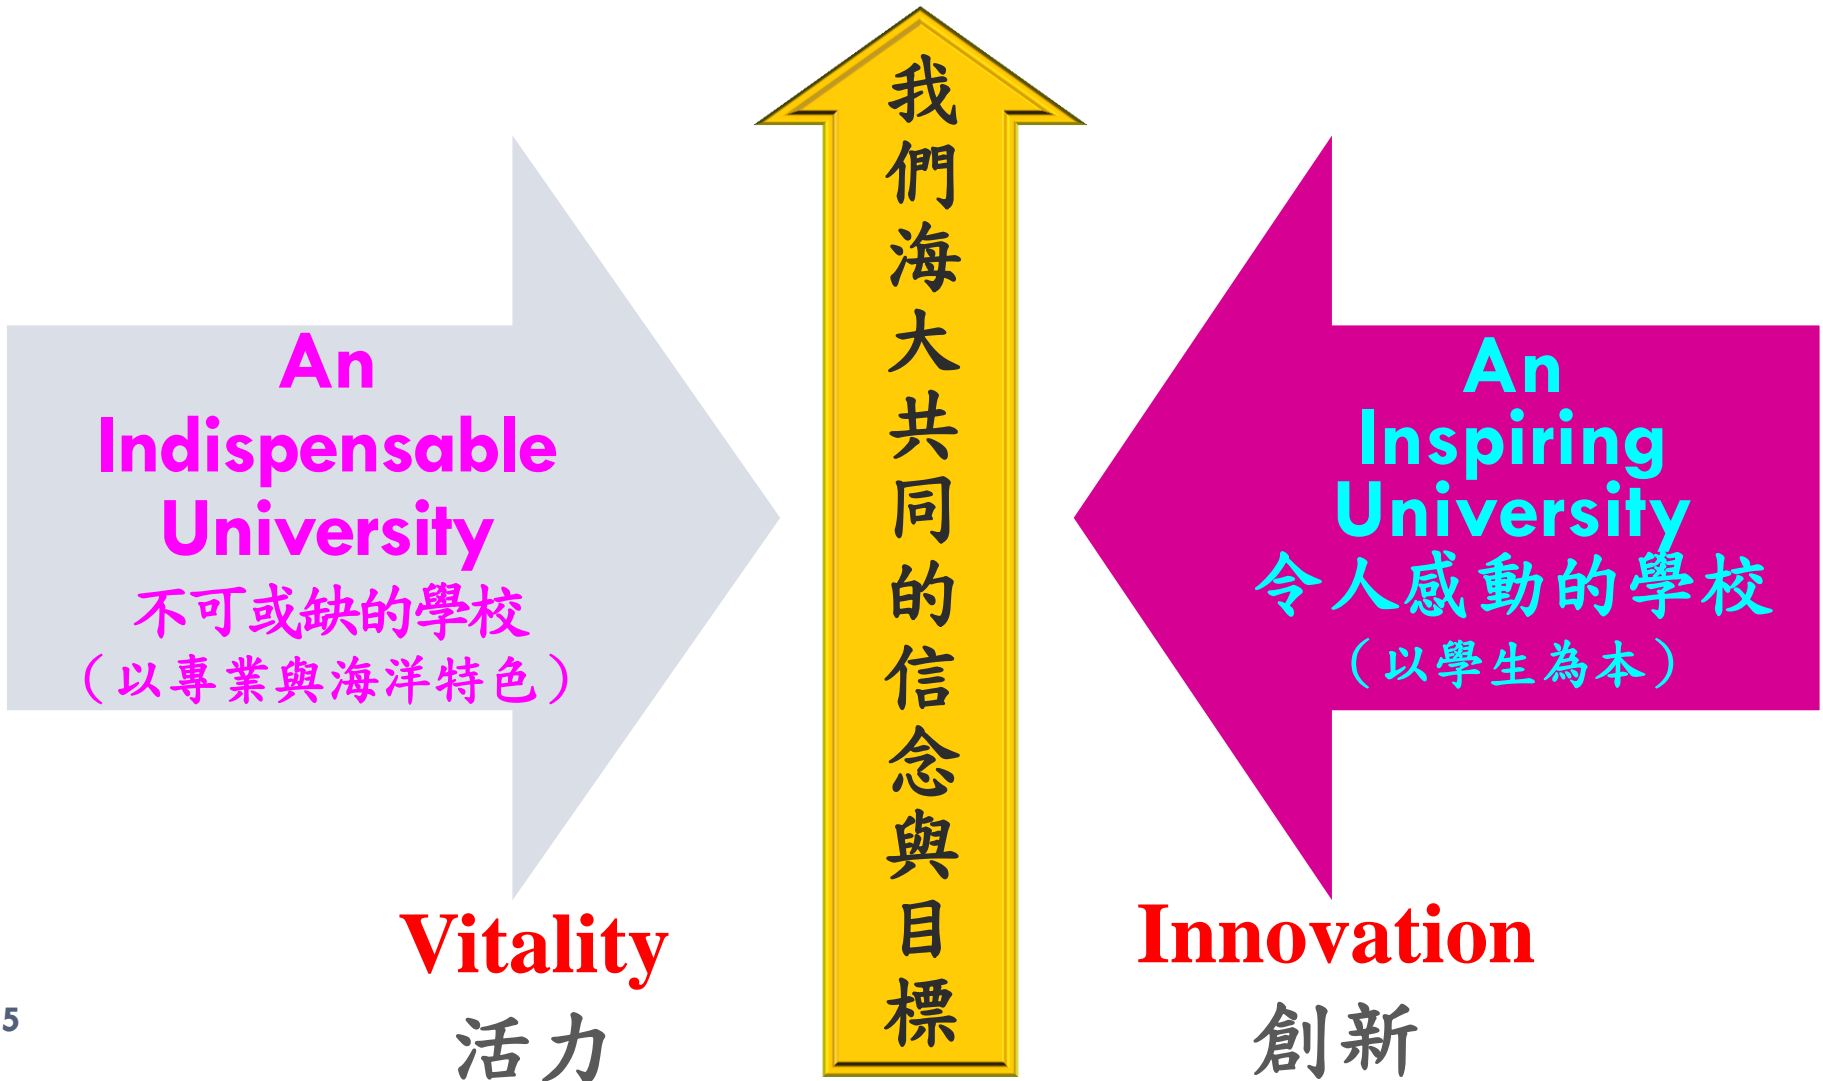 An
Indispensable
University
不可或缺的學校
（以專業與海洋特色）
我們海大共同的信念與目標
An
Inspiring
University
令人感動的學校
（以學生為本）
Vitality
活力
Innovation
創新
5